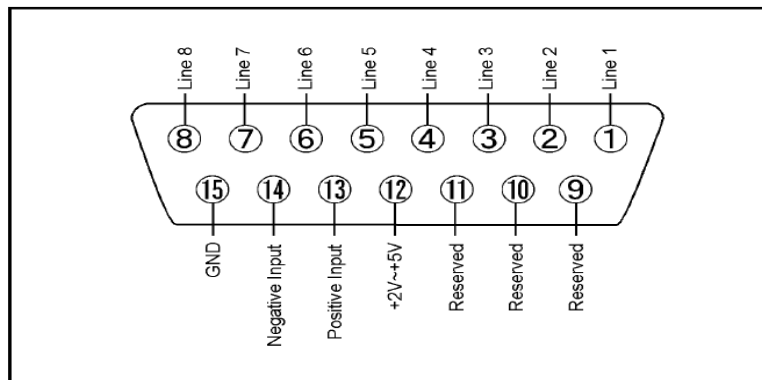 Line 8
Line 7
Line 6
Line 5
Line 4
Line 3
Line 2
Line 1
8
7
6
5
4
3
2
1
15
14
13
12
11
10
9
GND
Negative Input
Positive Input
+2V~+5V
Reserved
Reserved
Reserved